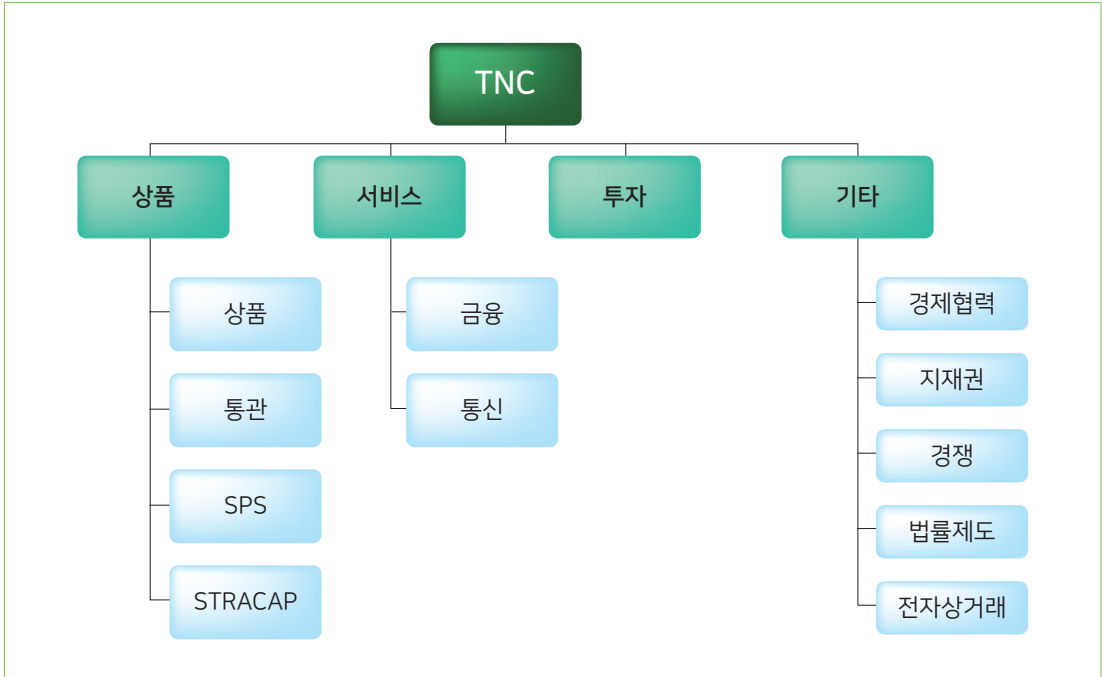 TNC
상품
서비스
투자
기타
상품
통관
SPS
STRACAP
금융
통신
경제협력
지재권
경쟁
법률제도
전자상거래